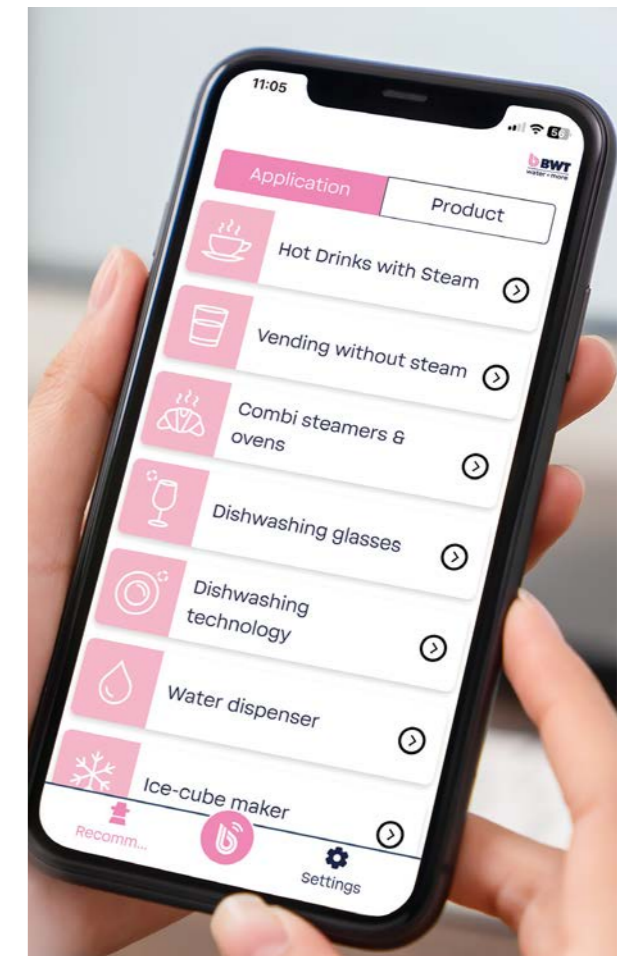 11:05
56
BWT
water + more
Application
Product
Hot Drinks with Steam
Vending without steam
Combi steamers &
ovens
Dishwashing glasses
Dishwashing
technology
Water dispenser
Ice-cube maker
Recomm...
Settings